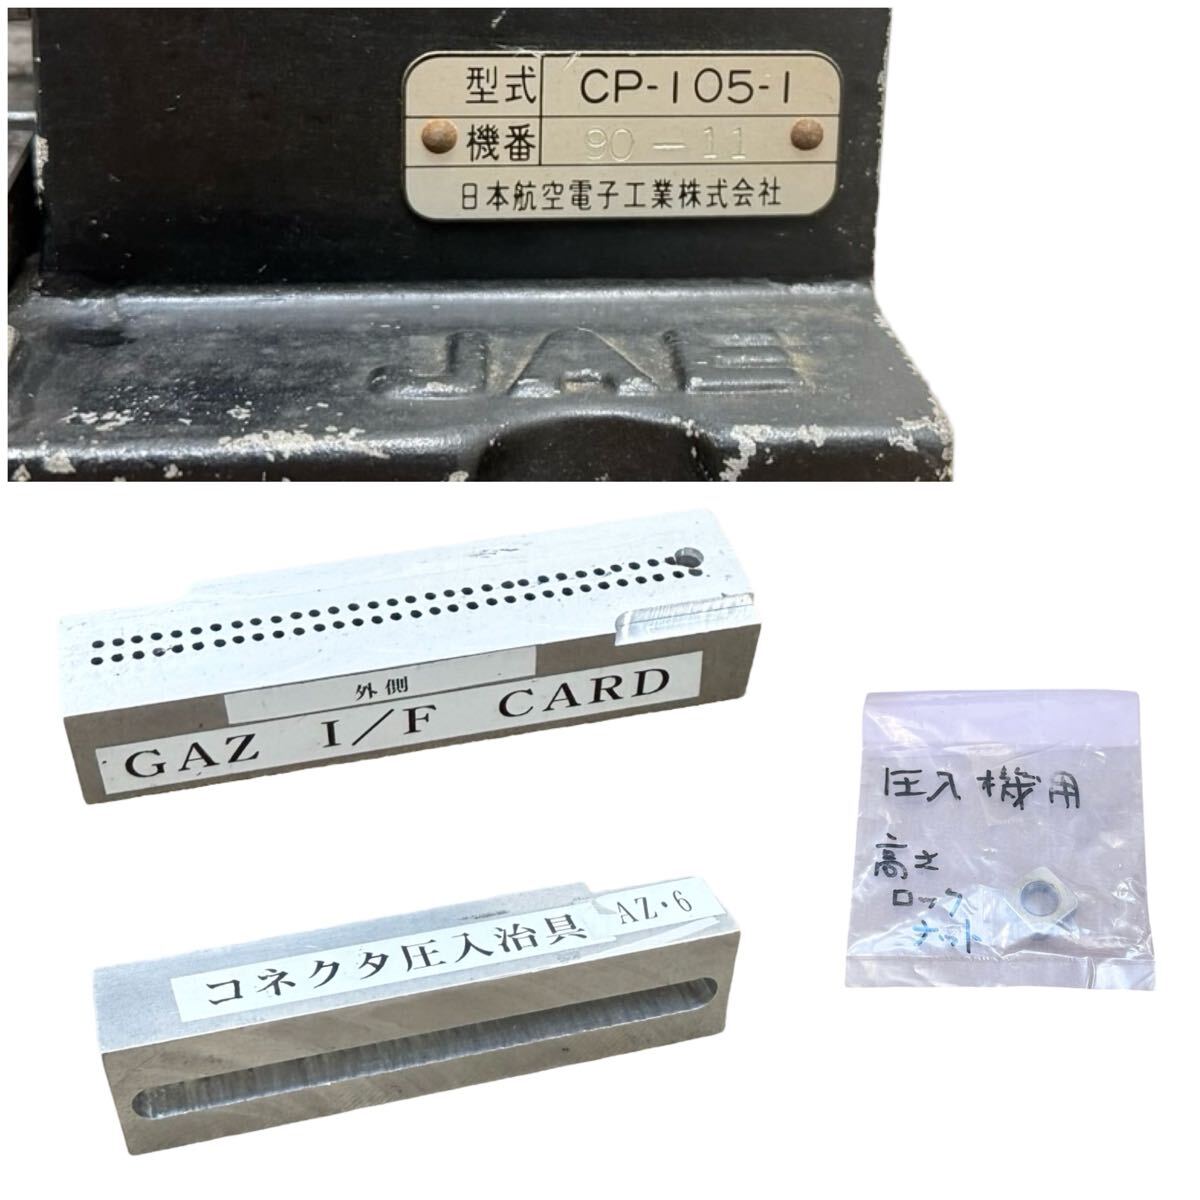 型式 CP-105-1
機番 90-11
日本航空電子工業株式会社
JAE
外側
GAZ I/F CARD
コネクタ圧入治具 AZ・6
圧入機用
高さ
ロック
ナット